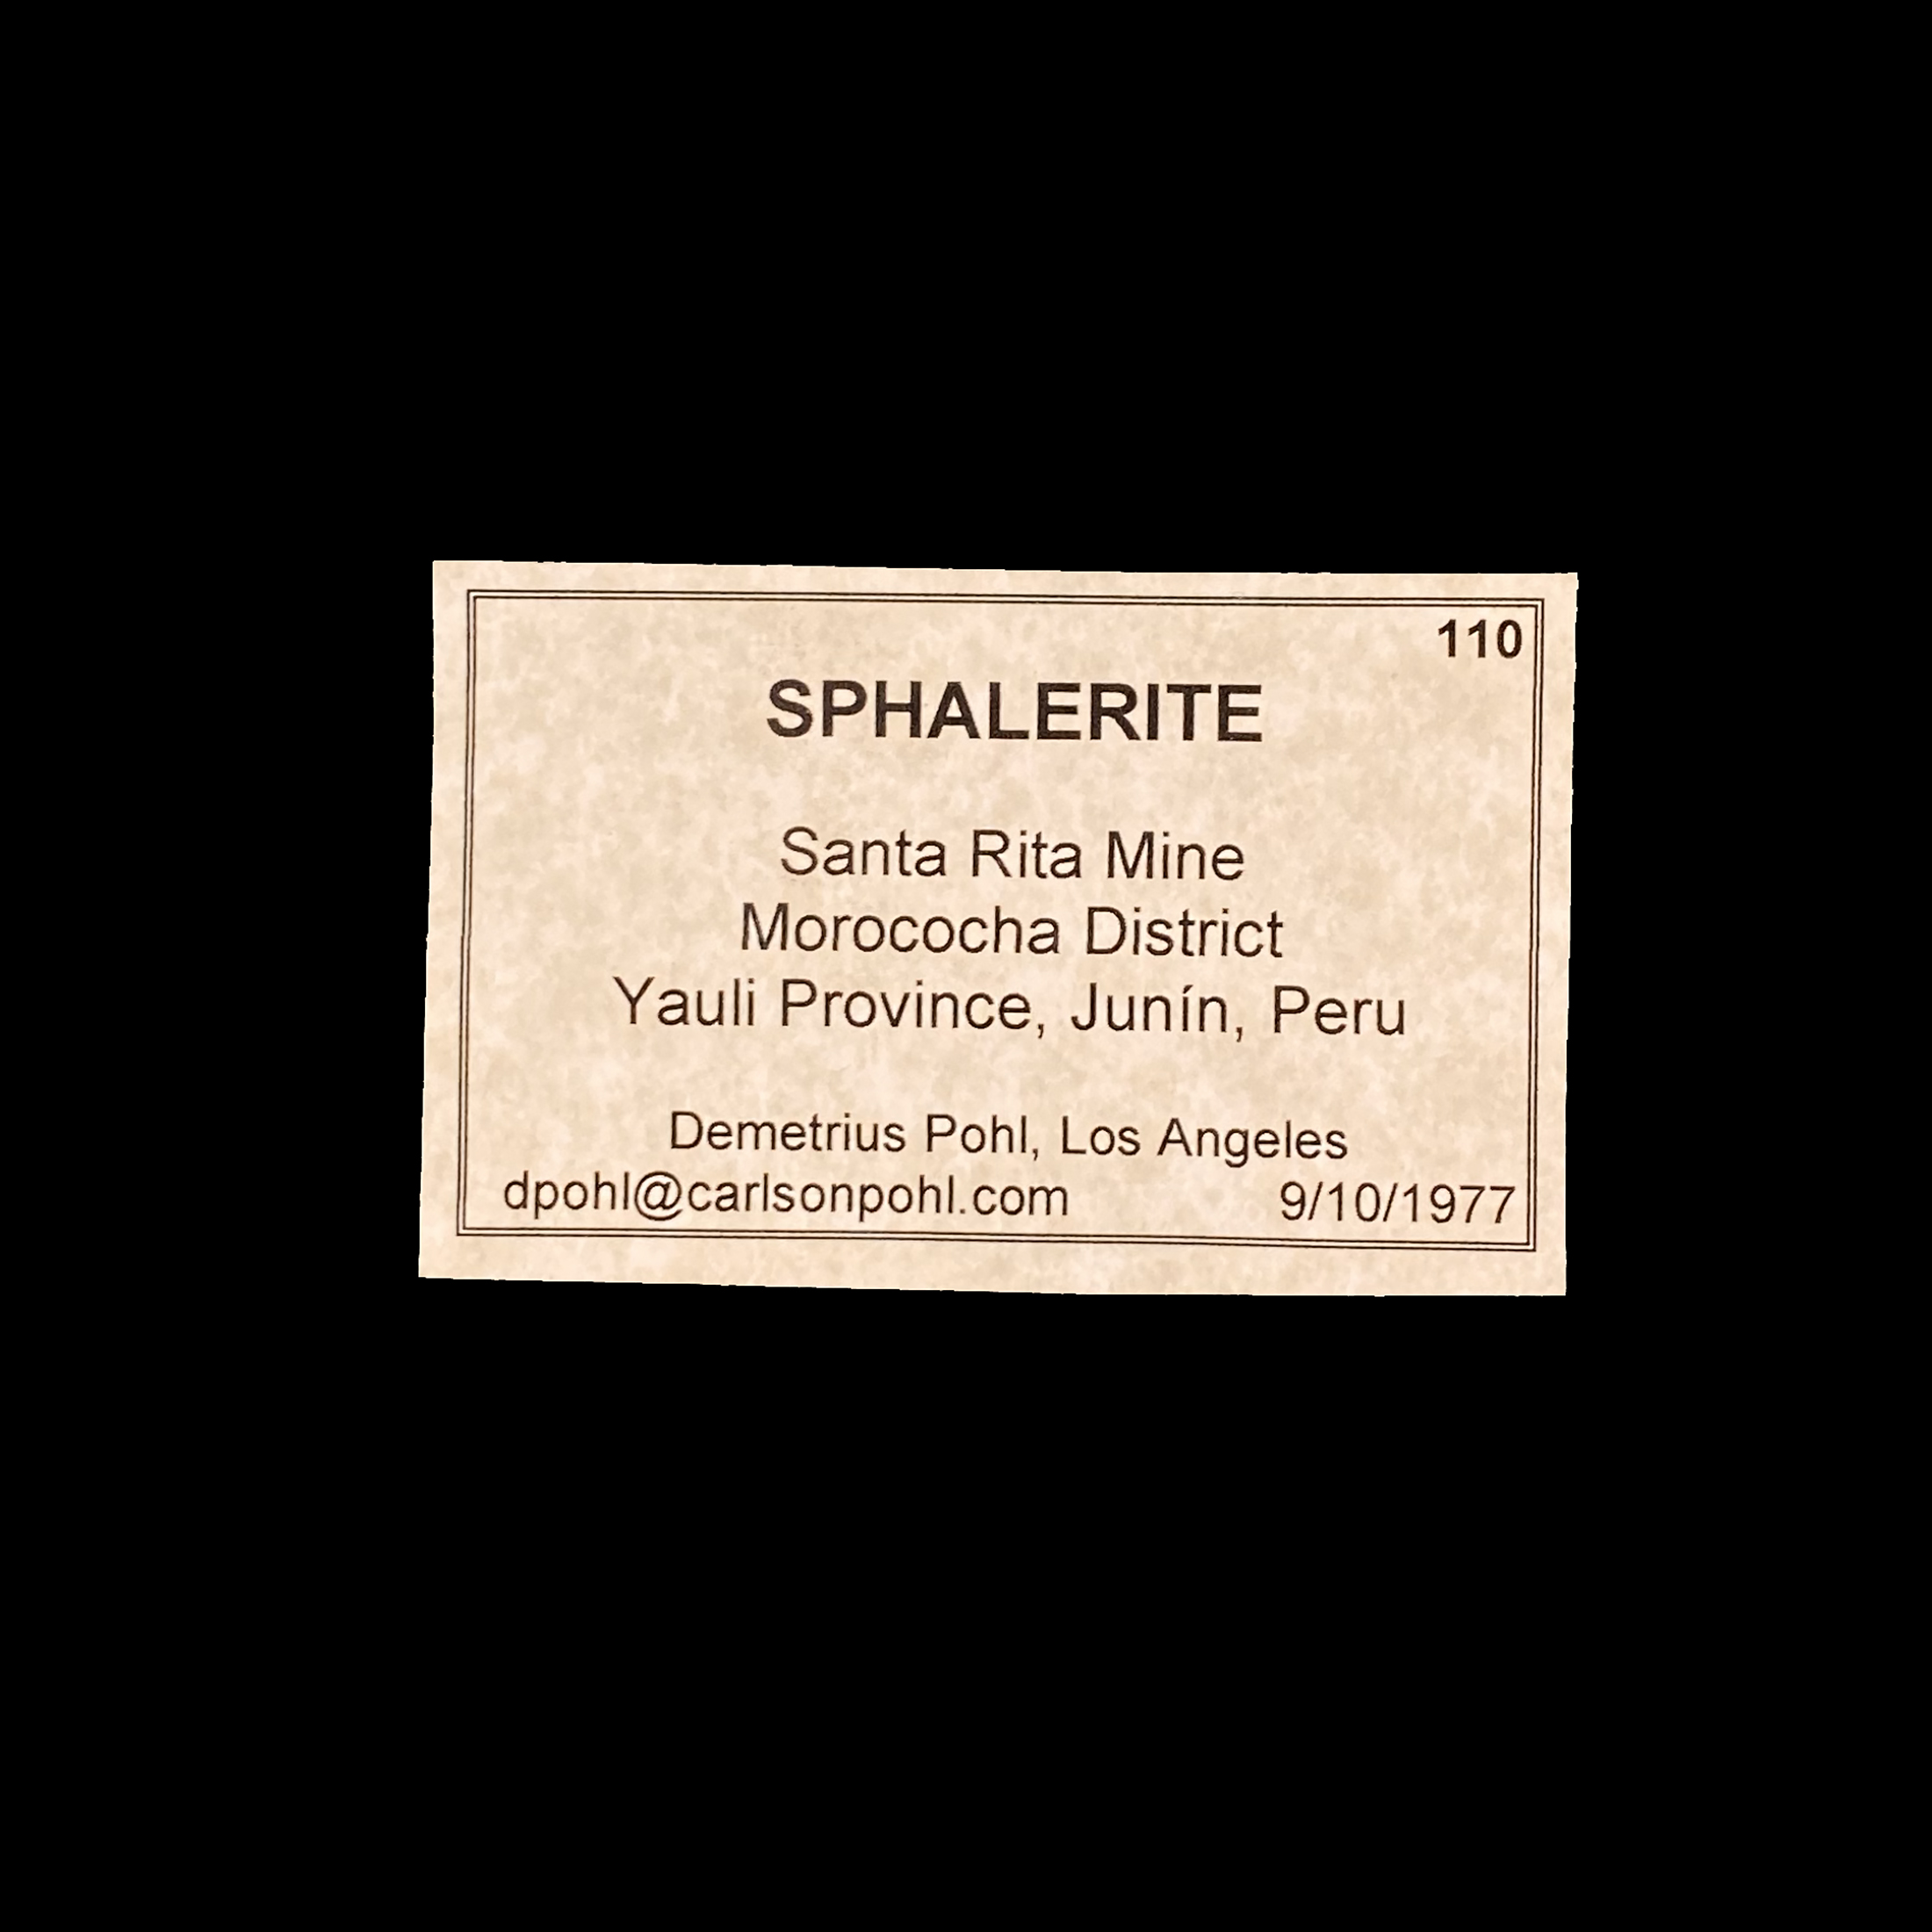 110
SPHALERITE
Santa Rita Mine
Morococha District
Yauli Province, Junín, Peru
Demetrius Pohl, Los Angeles
dpohl@carlsonpohl.com 9/10/1977